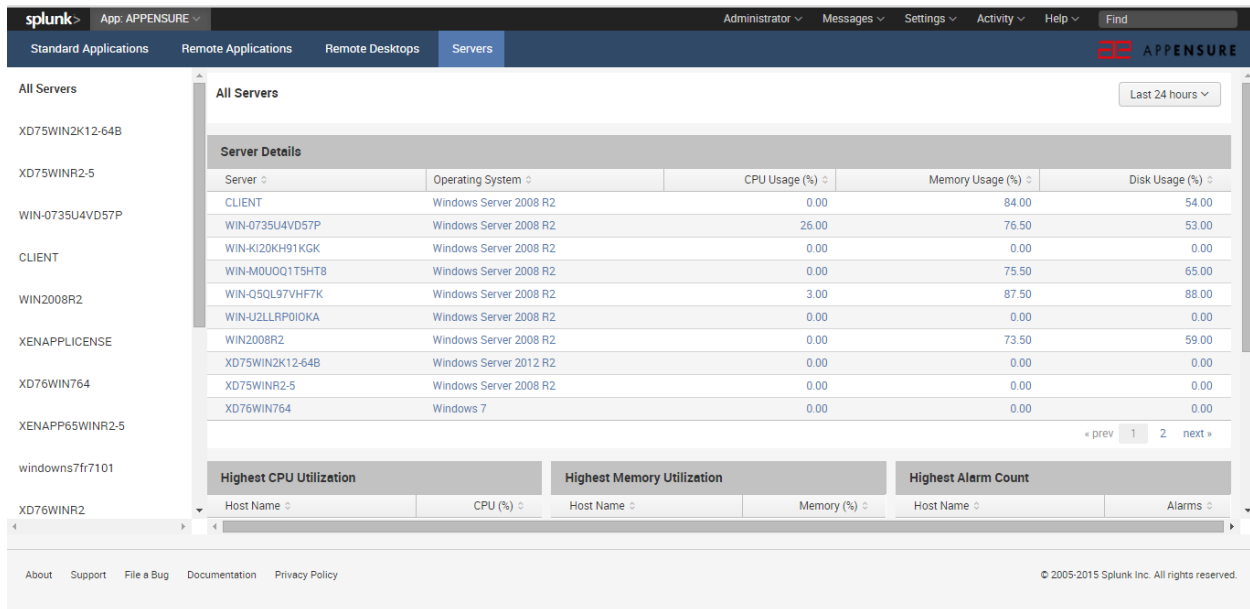 splunk> App: APPENSURE Administrator Messages Settings Activity Help Find
Standard Applications Remote Applications Remote Desktops Servers APPENSURE
All Servers
XD75WIN2K12-64B
XD75WINR2-5
WIN-0735U4VD57P
CLIENT
WIN2008R2
XENAPPLICENSE
XD76WIN764
XENAPP65WINR2-5
windowns7fr7101
XD76WINR2
All Servers Last 24 hours
Server Details
Server Operating System CPU Usage (%) Memory Usage (%) Disk Usage (%)
CLIENT Windows Server 2008 R2 0.00 84.00 54.00
WIN-0735U4VD57P Windows Server 2008 R2 26.00 76.50 53.00
WIN-KI20KH91KGK Windows Server 2008 R2 0.00 0.00 0.00
WIN-M0UOQ1T5HT8 Windows Server 2008 R2 0.00 75.50 65.00
WIN-Q5QL97VHF7K Windows Server 2008 R2 3.00 87.50 88.00
WIN-U2LLRP0IOKA Windows Server 2008 R2 0.00 0.00 0.00
WIN2008R2 Windows Server 2008 R2 0.00 73.50 59.00
XD75WIN2K12-64B Windows Server 2012 R2 0.00 0.00 0.00
XD75WINR2-5 Windows Server 2008 R2 0.00 0.00 0.00
XD76WIN764 Windows 7 0.00 0.00 0.00
« prev 1 2 next »
Highest CPU Utilization Highest Memory Utilization Highest Alarm Count
Host Name CPU (%) Host Name Memory (%) Host Name Alarms
About Support File a Bug Documentation Privacy Policy © 2005-2015 Splunk Inc. All rights reserved.